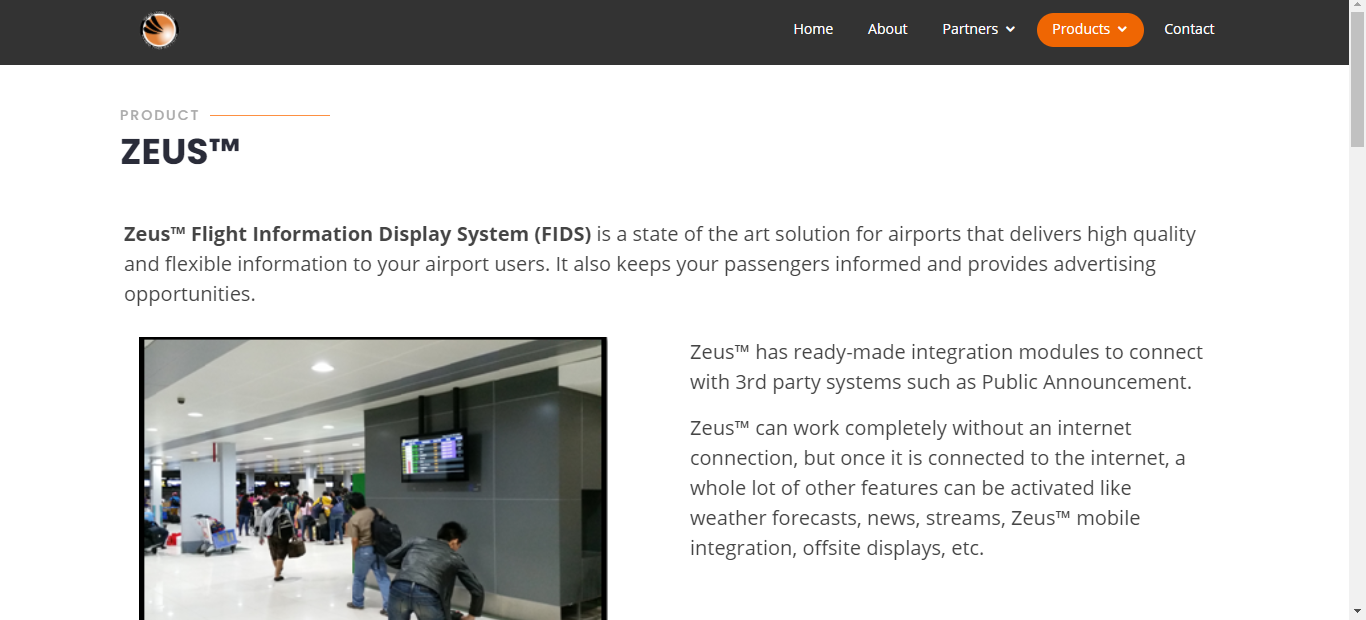 Home About Partners Products Contact
PRODUCT
ZEUS™
Zeus™ Flight Information Display System (FIDS) is a state of the art solution for airports that delivers high quality
and flexible information to your airport users. It also keeps your passengers informed and provides advertising
opportunities.
Zeus™ has ready-made integration modules to connect
with 3rd party systems such as Public Announcement.
Zeus™ can work completely without an internet
connection, but once it is connected to the internet, a
whole lot of other features can be activated like
weather forecasts, news, streams, Zeus™ mobile
integration, offsite displays, etc.